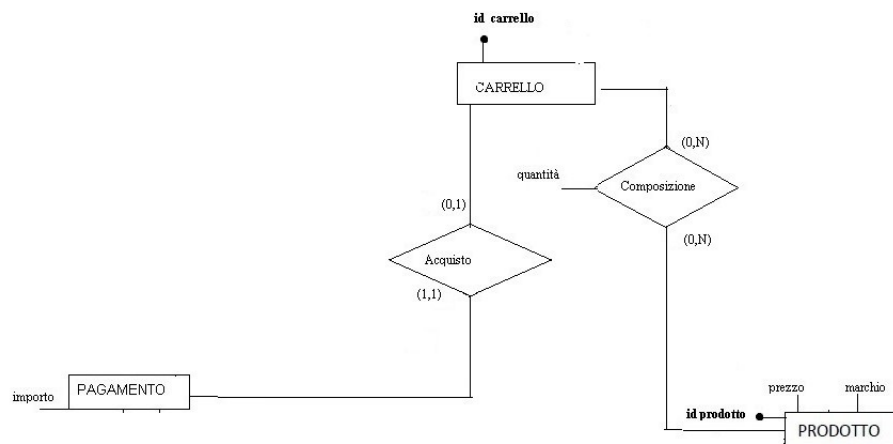 id carrello
CARRELLO
(0,N)
quantità
Composizione
(0,1)
(0,N)
Acquisto
(1,1)
PAGAMENTO
importo
prezzo
marchio
id prodotto
PRODOTTO